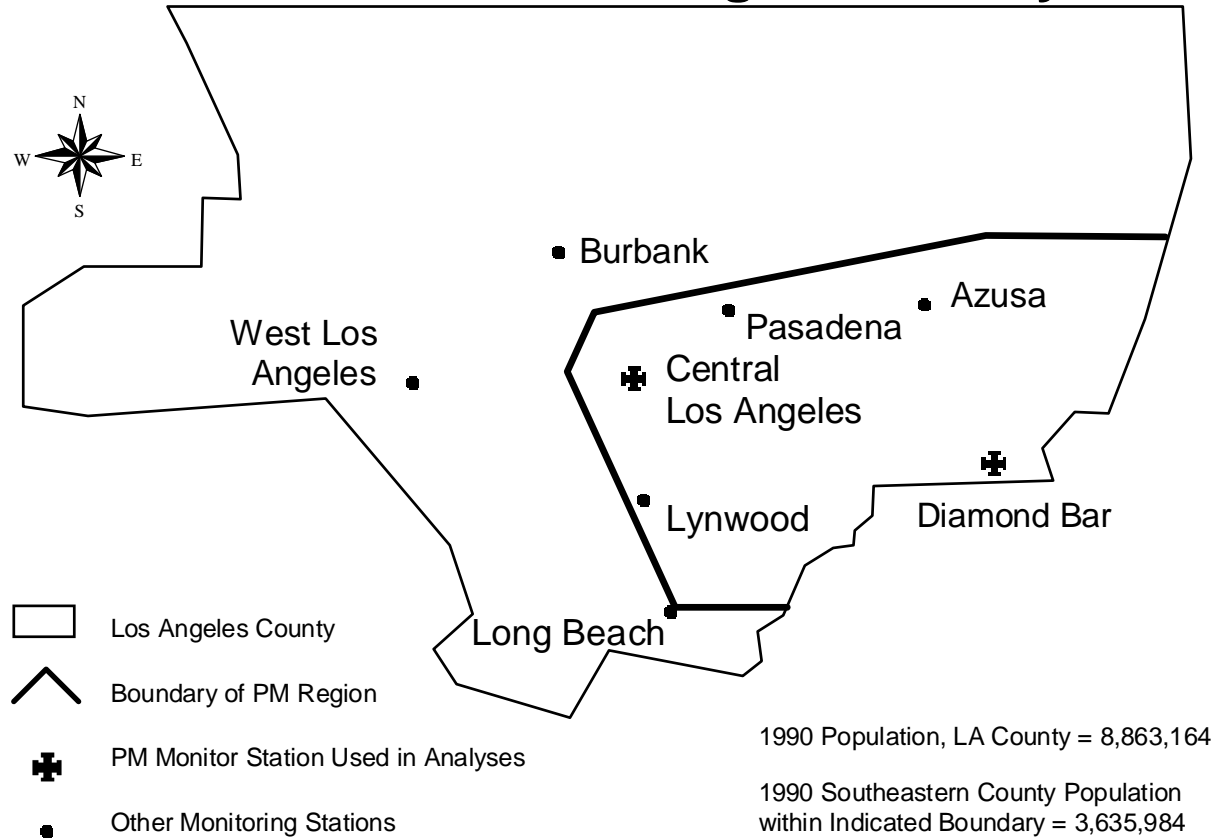 N
W
E
S
Burbank
Azusa
Pasadena
West Los
Angeles
Central
Los Angeles
Lynwood
Diamond Bar
Long Beach
Los Angeles County
Boundary of PM Region
PM Monitor Station Used in Analyses
Other Monitoring Stations
1990 Population, LA County = 8,863,164
1990 Southeastern County Population
within Indicated Boundary = 3,635,984